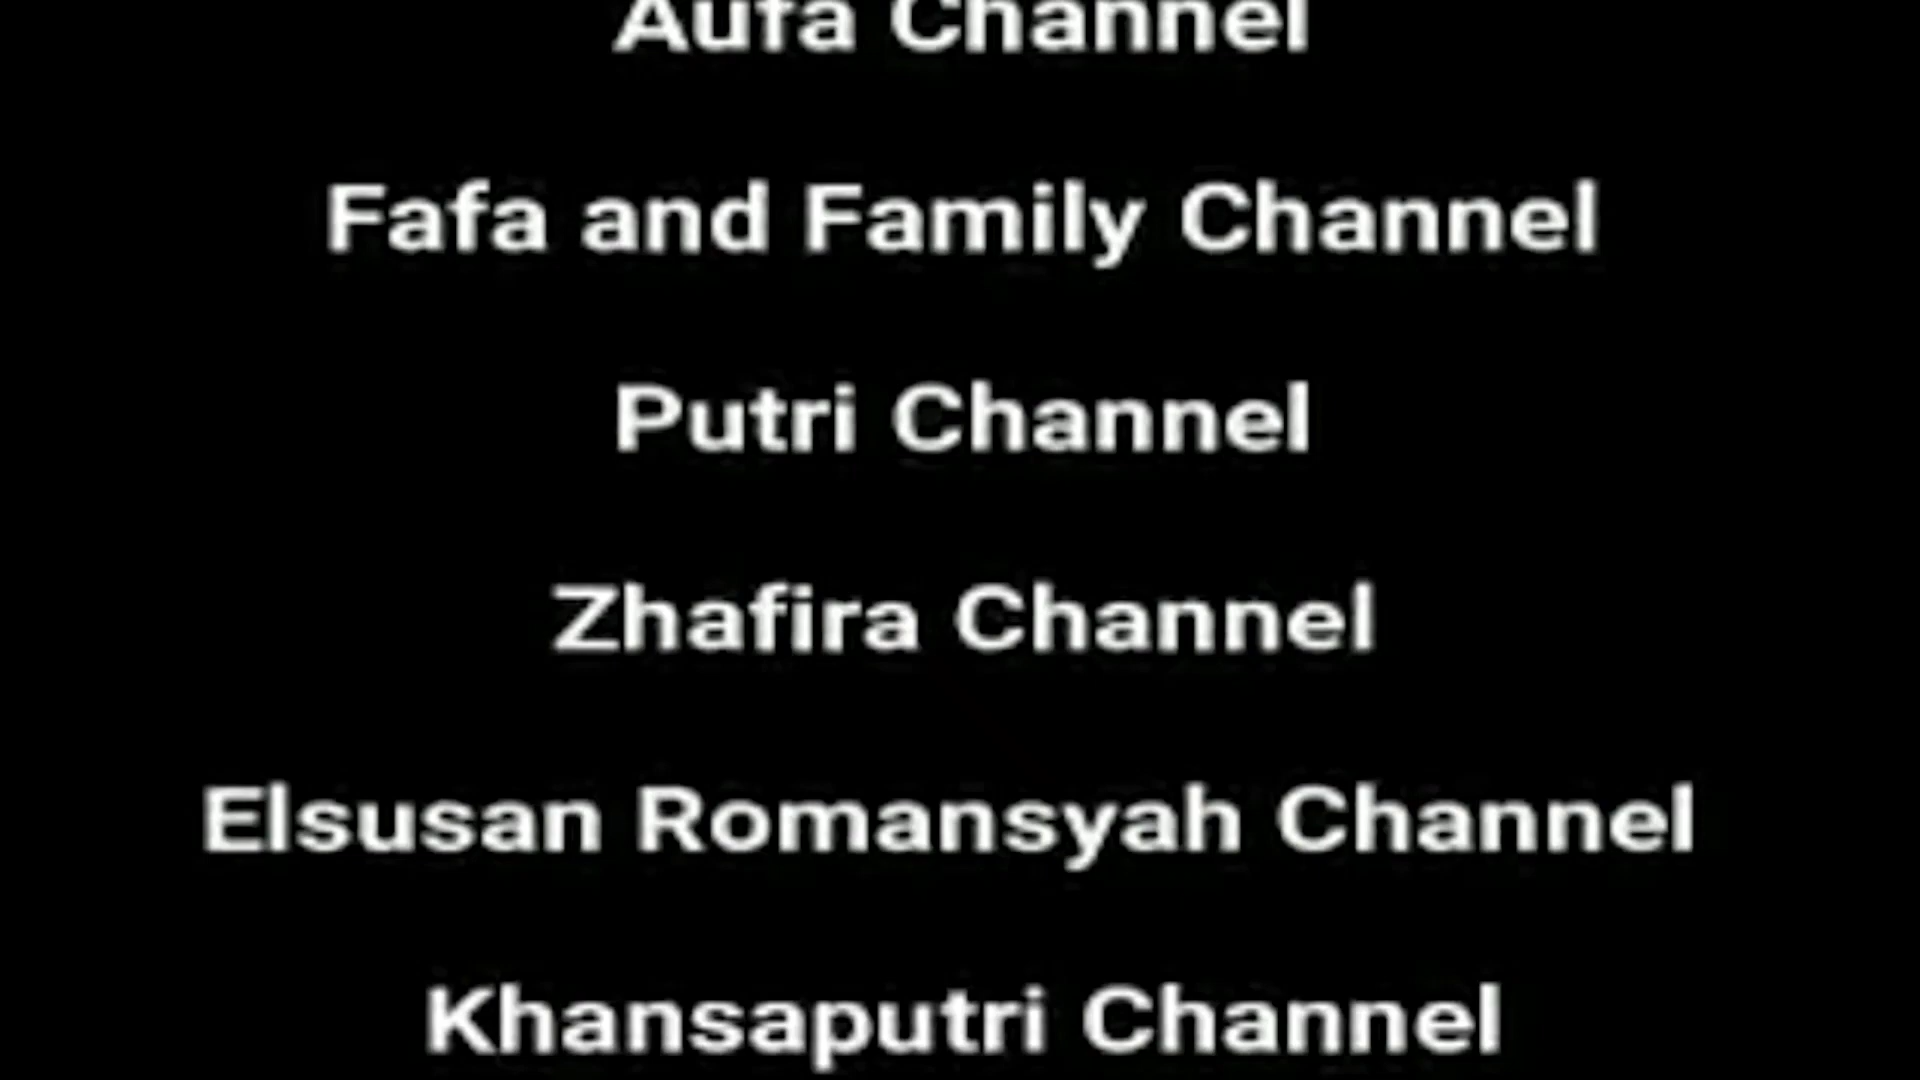 Aufa Channel
Fafa and Family Channel
Putri Channel
Zhafira Channel
Elsusan Romansyah Channel
Khansaputri Channel